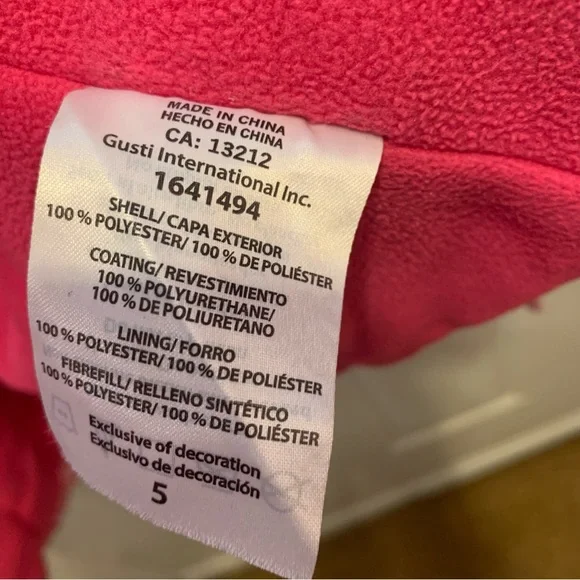 MADE IN CHINA
HECHO EN CHINA
CA: 13212
Gusti International Inc.
1641494
SHELL/ CAPA EXTERIOR
100 % POLYESTER/ 100 % DE POLIÉSTER
COATING/ REVESTIMIENTO
100 % POLYURETHANE/
100 % DE POLIURETANO
LINING/ FORRO
100 % POLYESTER/ 100 % DE POLIÉSTER
FIBREFILL/ RELLENO SINTÉTICO
100 % POLYESTER/ 100 % DE POLIÉSTER
Exclusive of decoration
Exclusivo de decoración
5